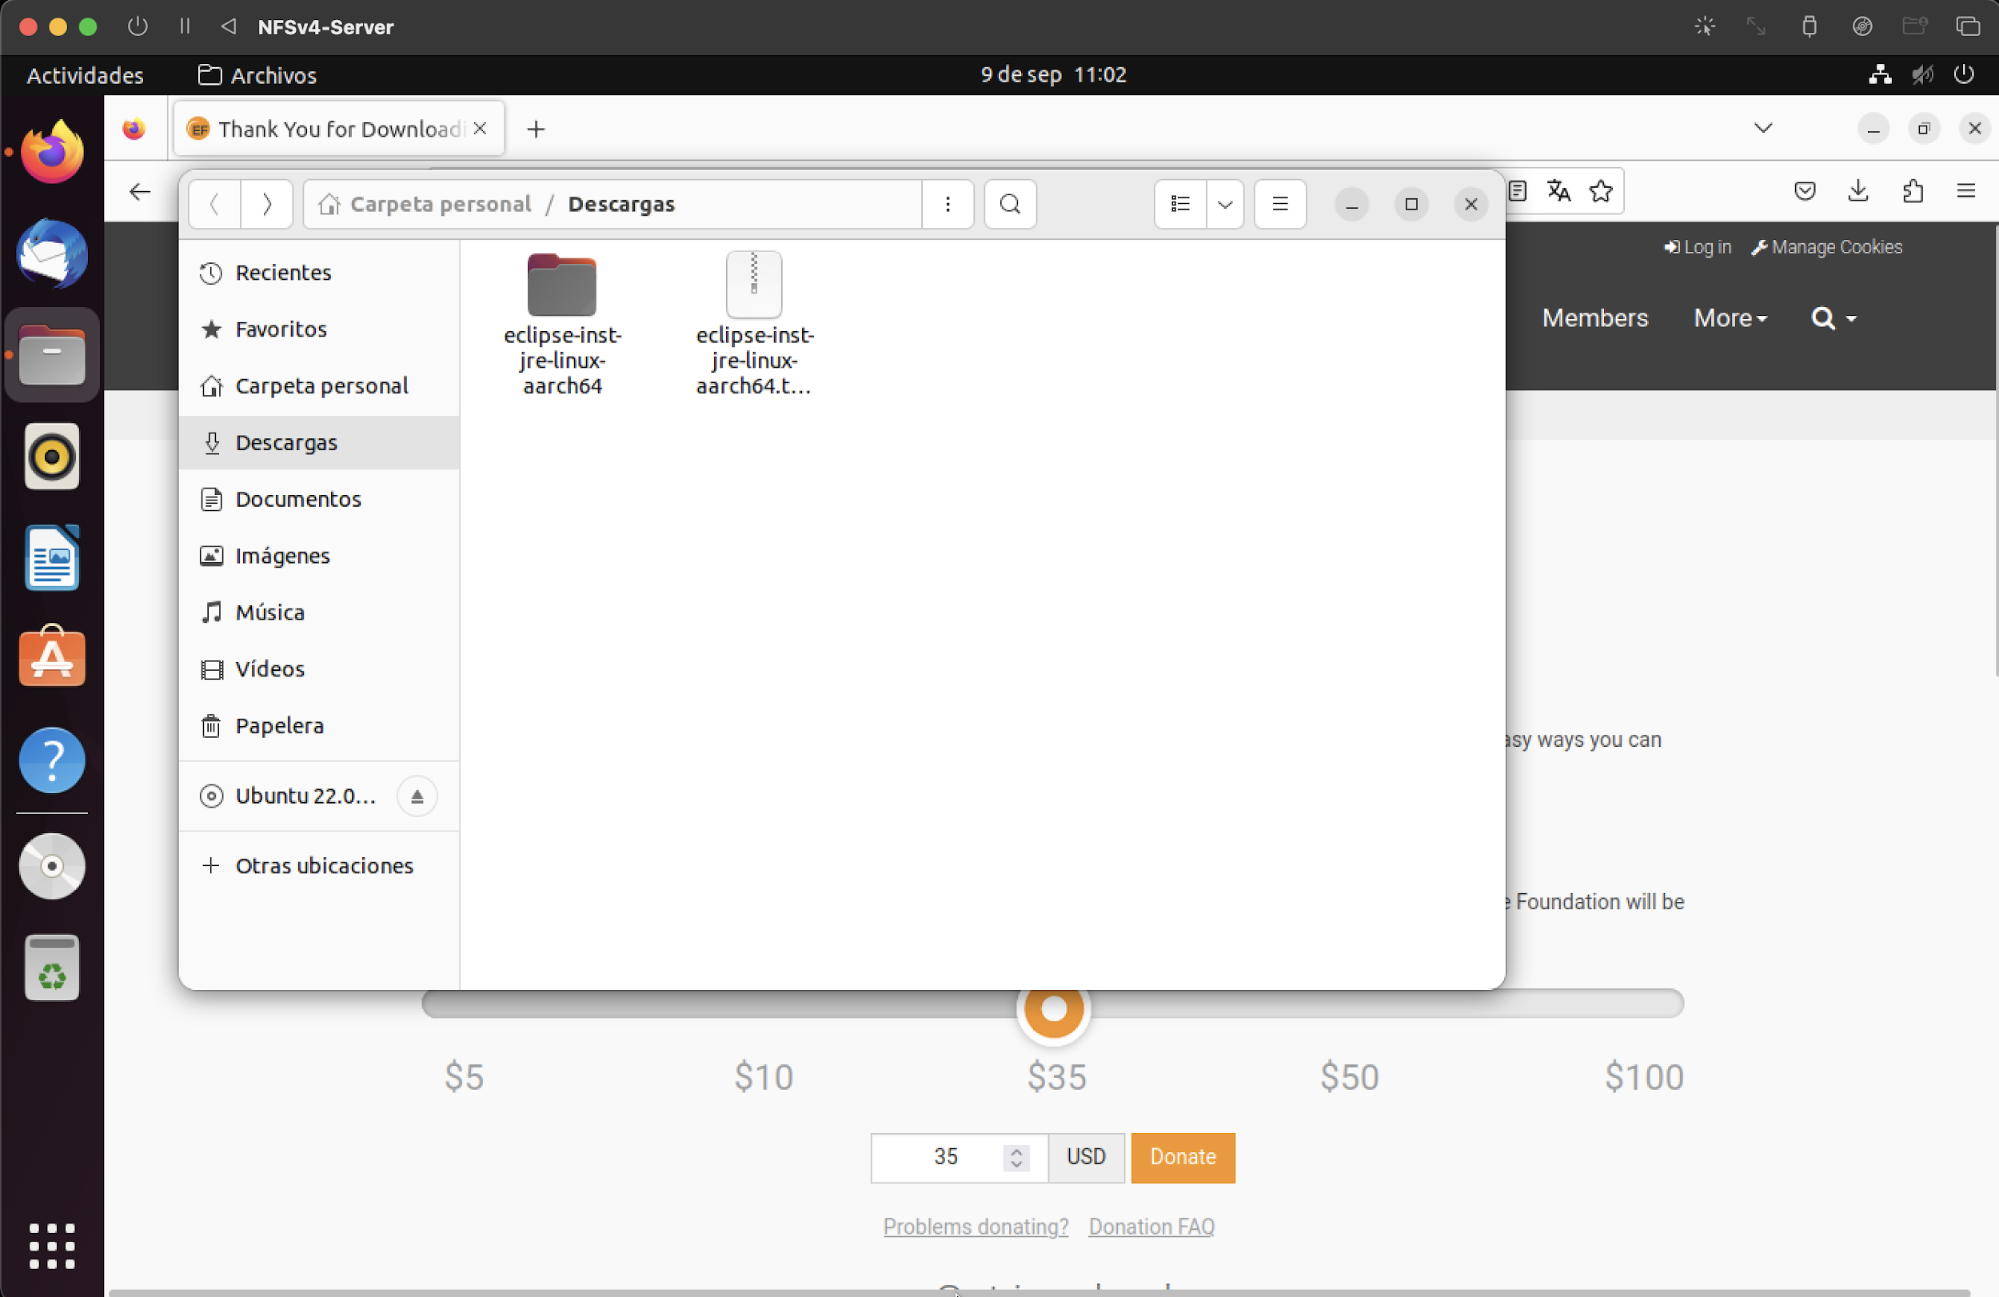 NFSv4-Server
Actividades
Archivos
9 de sep 11:02
EF
Thank You for Downloadi
Carpeta personal / Descargas
Log in
Manage Cookies
Members
More
Recientes
Favoritos
Carpeta personal
Descargas
Documentos
Imágenes
Música
Vídeos
Papelera
Ubuntu 22.0...
Otras ubicaciones
eclipse-inst-
jre-linux-
aarch64
eclipse-inst-
jre-linux-
aarch64.t...
ways you can
Foundation will be
$5
$10
$35
$50
$100
35
USD
Donate
Problems donating?
Donation FAQ